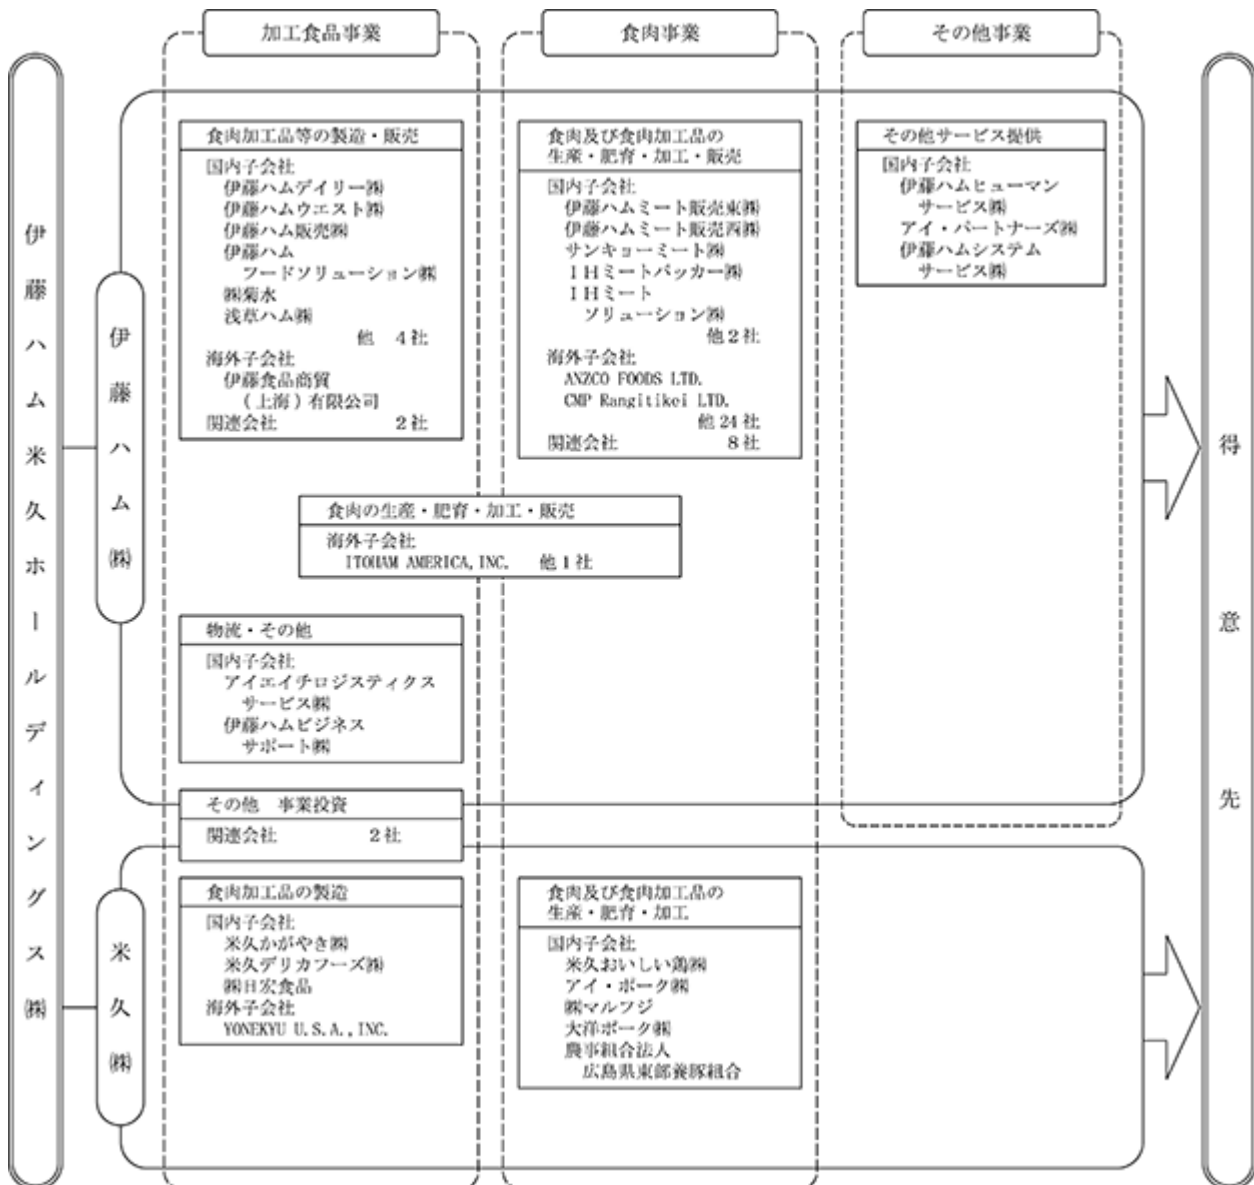 加工食品事業
食肉事業
その他事業
伊藤ハム米久ホールディングス㈱
伊藤ハム㈱
食肉加工品等の製造・販売
国内子会社
伊藤ハムデイリー㈱
伊藤ハムウエスト㈱
伊藤ハム販売㈱
伊藤ハム
フードソリューション㈱
㈱菊水
浅草ハム㈱
他　4社
海外子会社
伊藤食品商貿
（上海）有限公司
関連会社　2社
食肉及び食肉加工品の
生産・肥育・加工・販売
国内子会社
伊藤ハムミート販売東㈱
伊藤ハムミート販売西㈱
サンキョーミート㈱
ＩＨミートパッカー㈱
ＩＨミート
ソリューション㈱
他2社
海外子会社
ANZCO FOODS LTD.
CMP Rangitikei LTD.
他24社
関連会社　8社
その他サービス提供
国内子会社
伊藤ハムヒューマン
サービス㈱
アイ・パートナーズ㈱
伊藤ハムシステム
サービス㈱
食肉の生産・肥育・加工・販売
海外子会社
ITOHAM AMERICA,INC.　他1社
物流・その他
国内子会社
アイエイチロジスティクス
サービス㈱
伊藤ハムビジネス
サポート㈱
その他　事業投資
関連会社　2社
米久㈱
食肉加工品の製造
国内子会社
米久かがやき㈱
米久デリカフーズ㈱
㈱日宏食品
海外子会社
YONEKYU U.S.A.,INC.
食肉及び食肉加工品の
生産・肥育・加工
国内子会社
米久おいしい鶏㈱
アイ・ポーク㈱
㈱マルフジ
大洋ポーク㈱
農事組合法人
広島県東部養豚組合
得意先